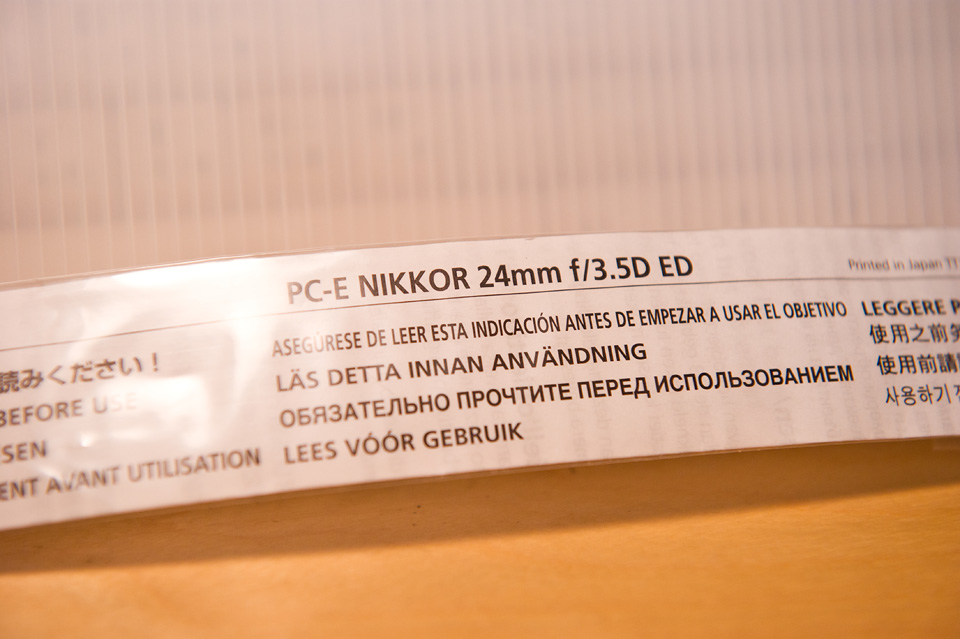 PC-E NIKKOR 24mm f/3.5D ED
Printed in Japan
読みください!
BEFORE USE
SEN
ENT AVANT UTILISATION
ASEGÚRESE DE LEER ESTA INDICACIÓN ANTES DE EMPEZAR A USAR EL OBJETIVO
LÄS DETTA INNAN ANVÄNDNING
ОБЯЗАТЕЛЬНО ПРОЧТИТЕ ПЕРЕД ИСПОЛЬЗОВАНИЕМ
LEES VÓÓR GEBRUIK
LEGGERE P
使用之前
使用前請
사용하기